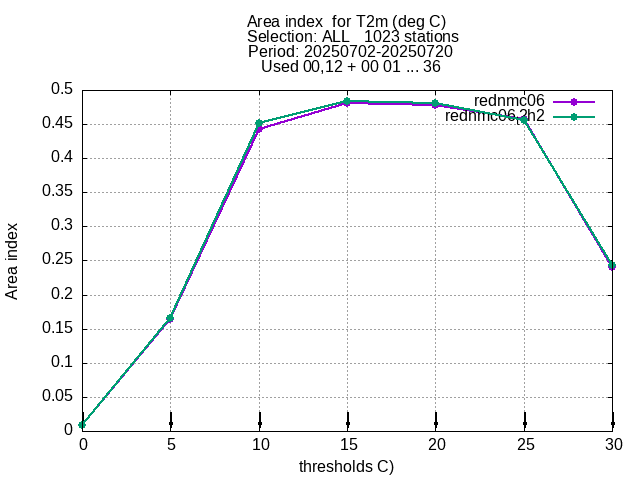 Area index  for T2m (deg C)
Selection: ALL   1023 stations
Period: 20250702-20250720
Used 00,12 + 00 01 ... 36
rednmc06
0.5
0.45
0.4
0.35
0.3
0.25
0.2
0.15
0.1
0.05
0
Area index
0 5 10 15 20 25 30
thresholds C)